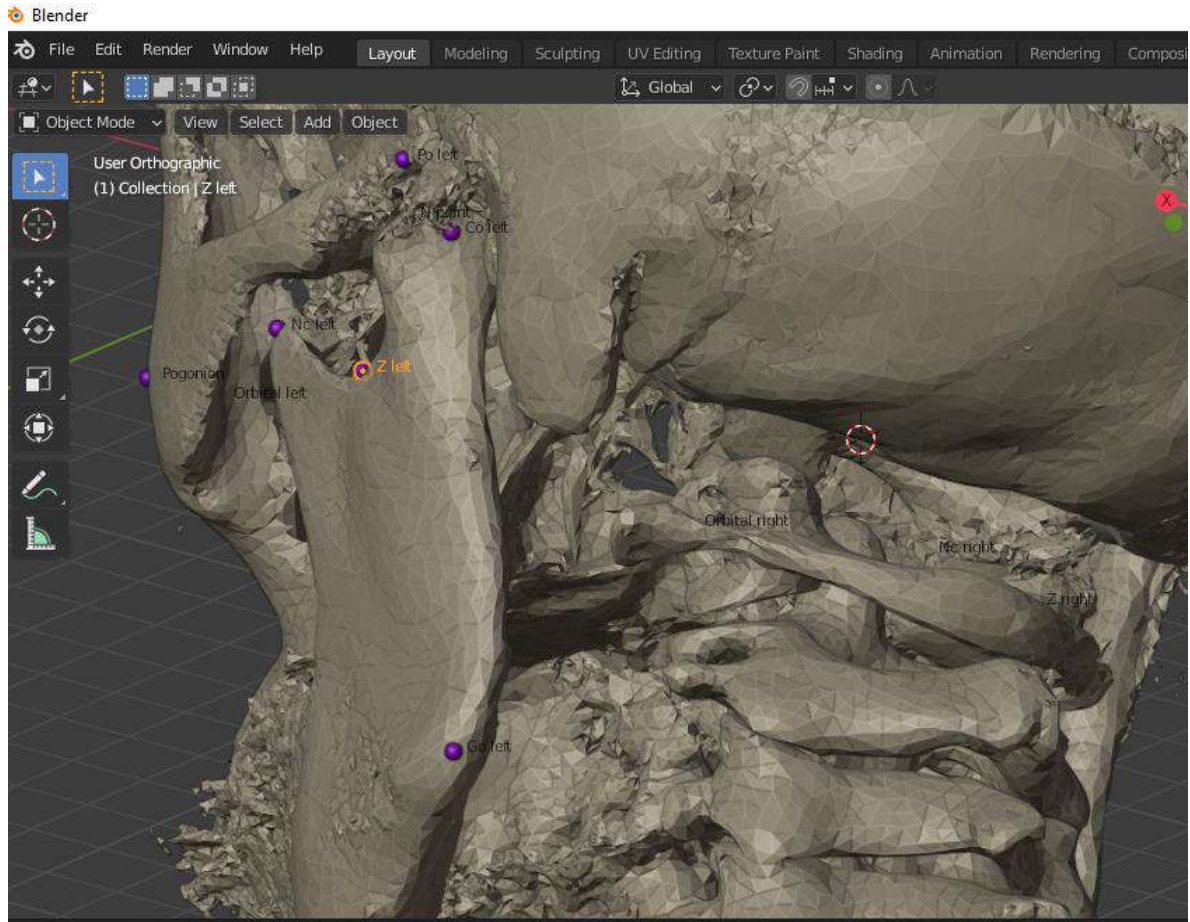 Blender
File Edit Render Window Help Layout Modeling Sculpting UV Editing Texture Paint Shading Animation Rendering Composi
Global
Object Mode View Select Add Object
User Orthographic
(1) Collection | Z left
Po left
N point
Co left
X
Nc left
Z left
Pogonion
Orbital left
Orbital right
Nc right
Z right
Go left